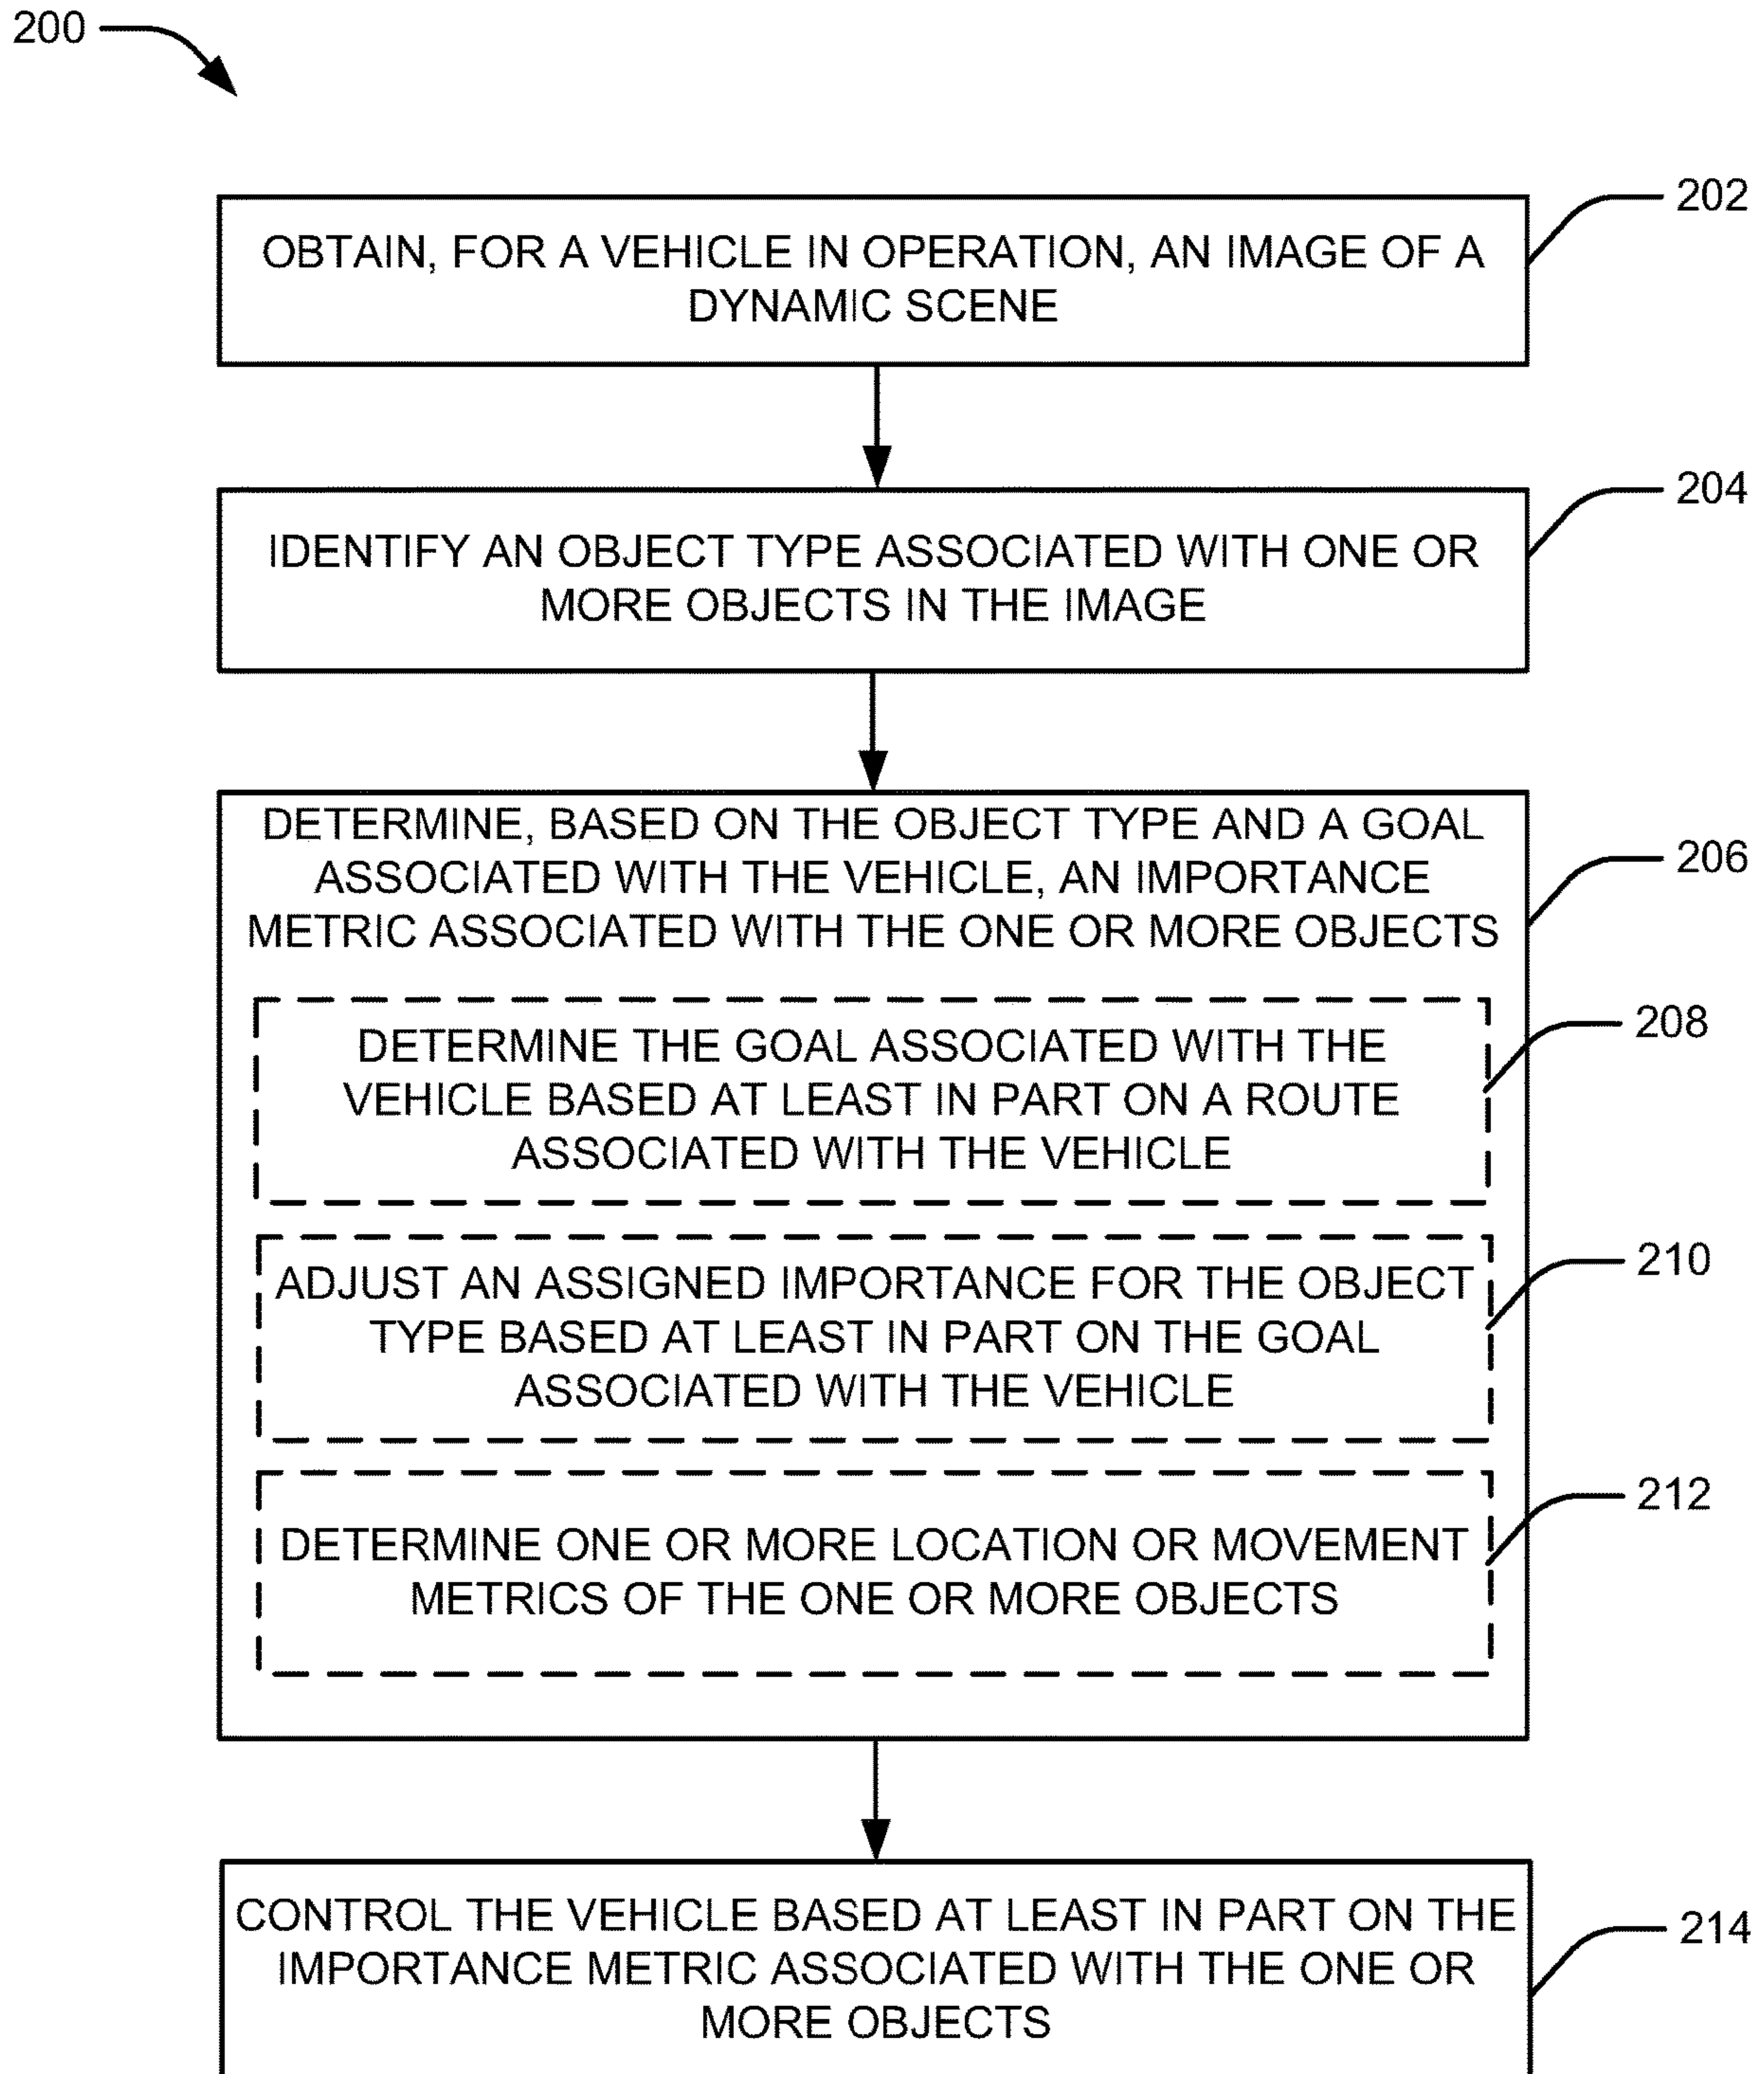 200
202
OBTAIN, FOR A VEHICLE IN OPERATION, AN IMAGE OF A
DYNAMIC SCENE
204
IDENTIFY AN OBJECT TYPE ASSOCIATED WITH ONE OR
MORE OBJECTS IN THE IMAGE
206
DETERMINE, BASED ON THE OBJECT TYPE AND A GOAL
ASSOCIATED WITH THE VEHICLE, AN IMPORTANCE
METRIC ASSOCIATED WITH THE ONE OR MORE OBJECTS
208
DETERMINE THE GOAL ASSOCIATED WITH THE
VEHICLE BASED AT LEAST IN PART ON A ROUTE
ASSOCIATED WITH THE VEHICLE
210
ADJUST AN ASSIGNED IMPORTANCE FOR THE OBJECT
TYPE BASED AT LEAST IN PART ON THE GOAL
ASSOCIATED WITH THE VEHICLE
212
DETERMINE ONE OR MORE LOCATION OR MOVEMENT
METRICS OF THE ONE OR MORE OBJECTS
214
CONTROL THE VEHICLE BASED AT LEAST IN PART ON THE
IMPORTANCE METRIC ASSOCIATED WITH THE ONE OR
MORE OBJECTS